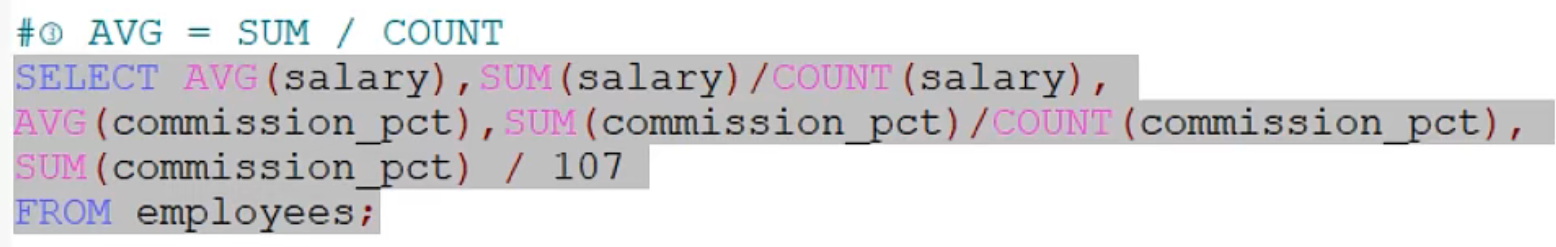 #③ AVG = SUM / COUNT
SELECT AVG(salary),SUM(salary)/COUNT(salary),
AVG(commission_pct),SUM(commission_pct)/COUNT(commission_pct),
SUM(commission_pct) / 107
FROM employees;